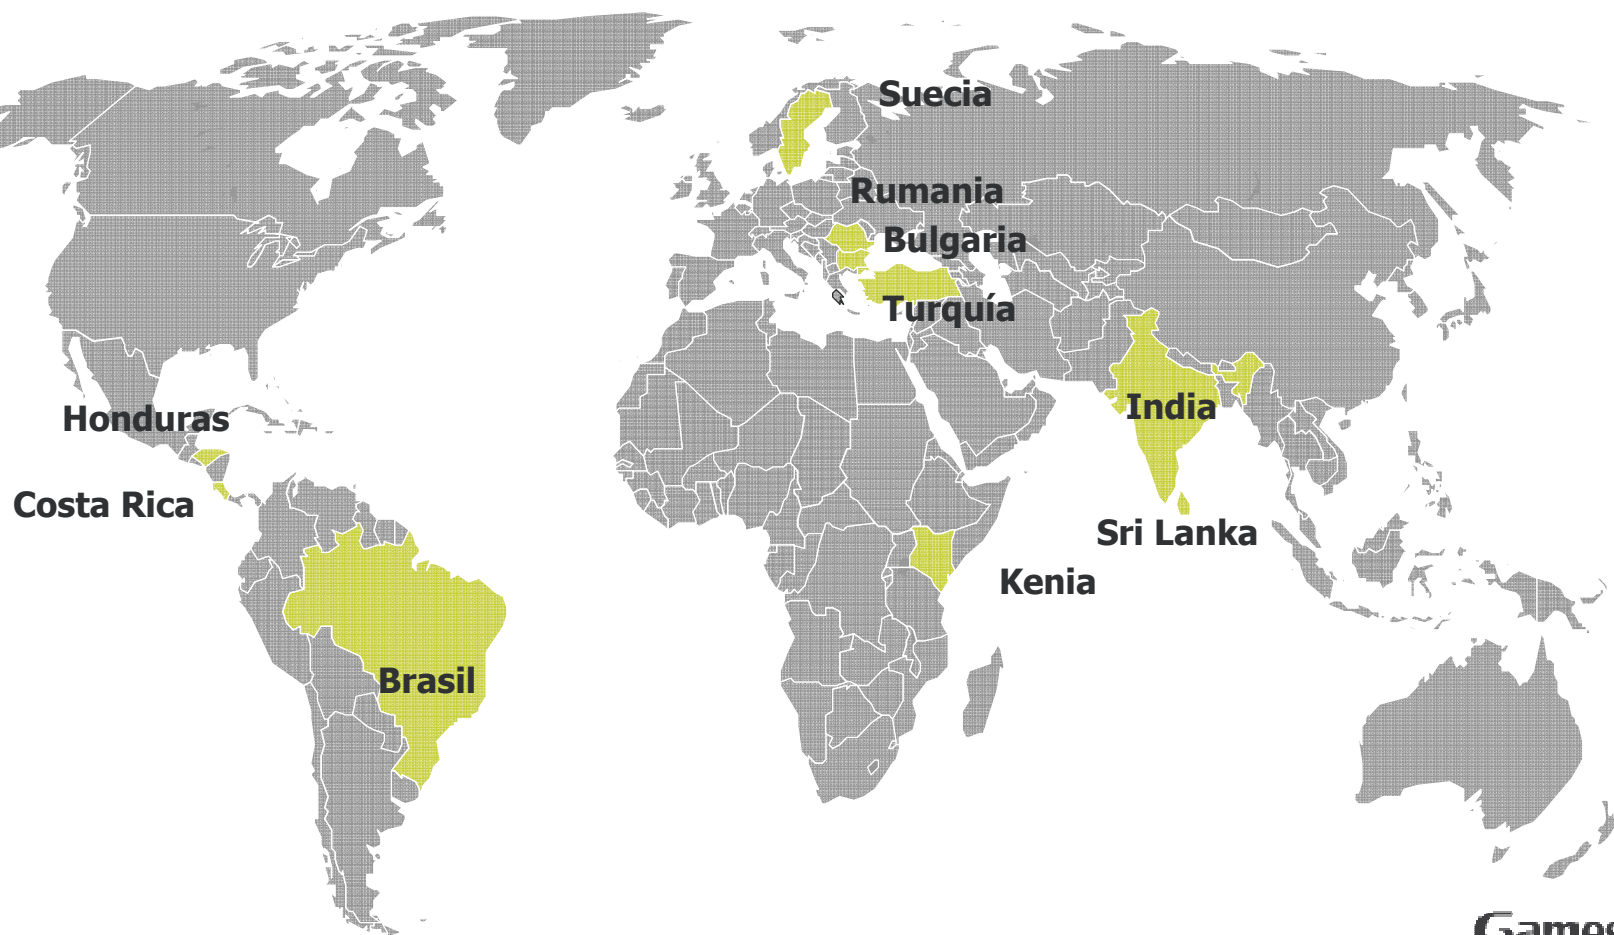 Suecia
Rumania
Bulgaria
Turquía
Honduras
India
Costa Rica
Sri Lanka
Kenia
Brasil